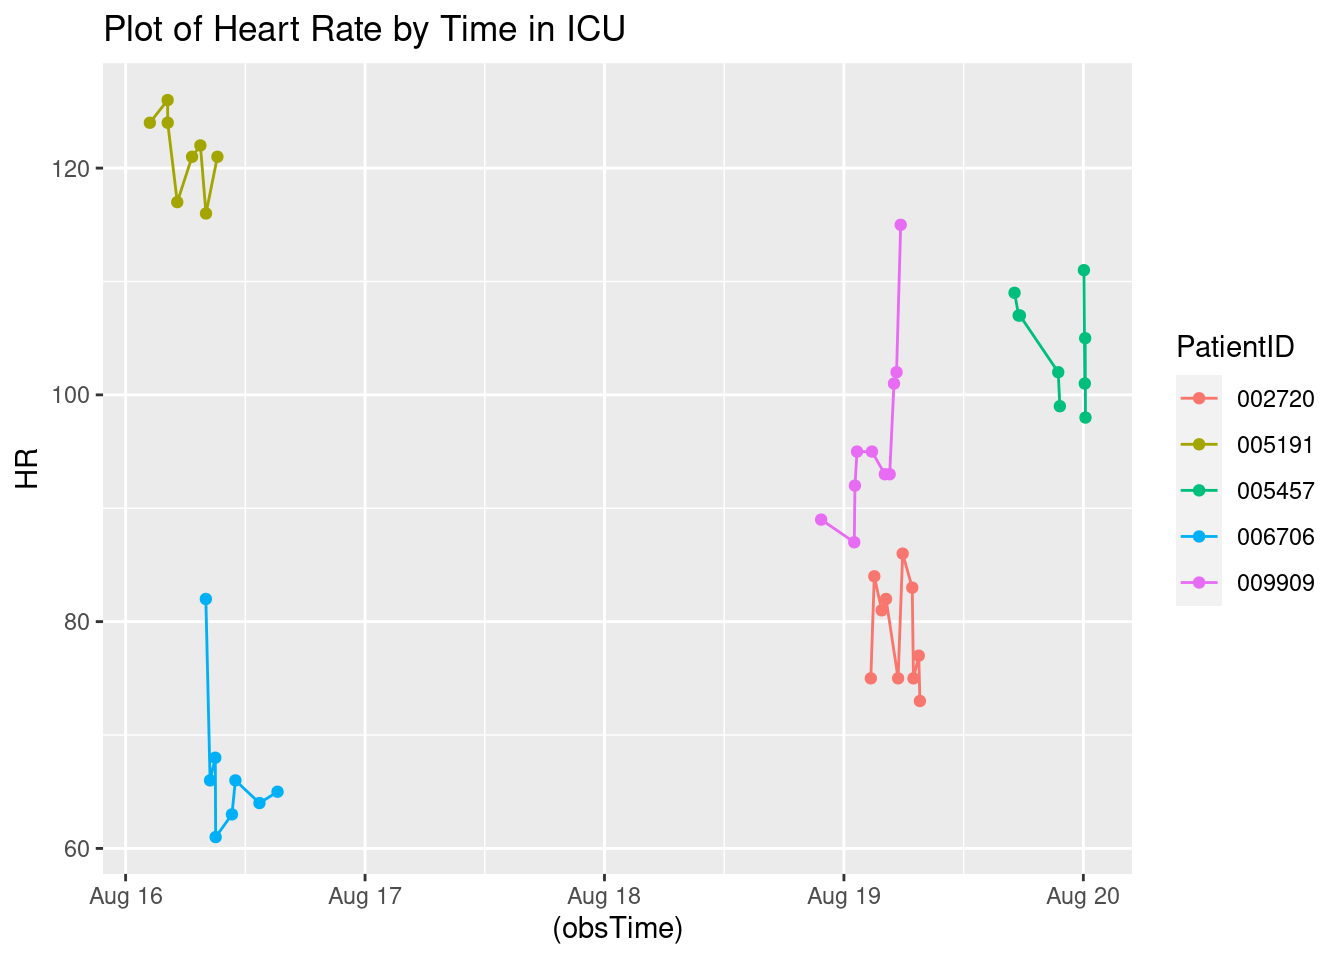 Plot of Heart Rate by Time in ICU
120
100
80
60
HR
Aug 16 Aug 17 Aug 18 Aug 19 Aug 20
(obsTime)
PatientID
002720
005191
005457
006706
009909